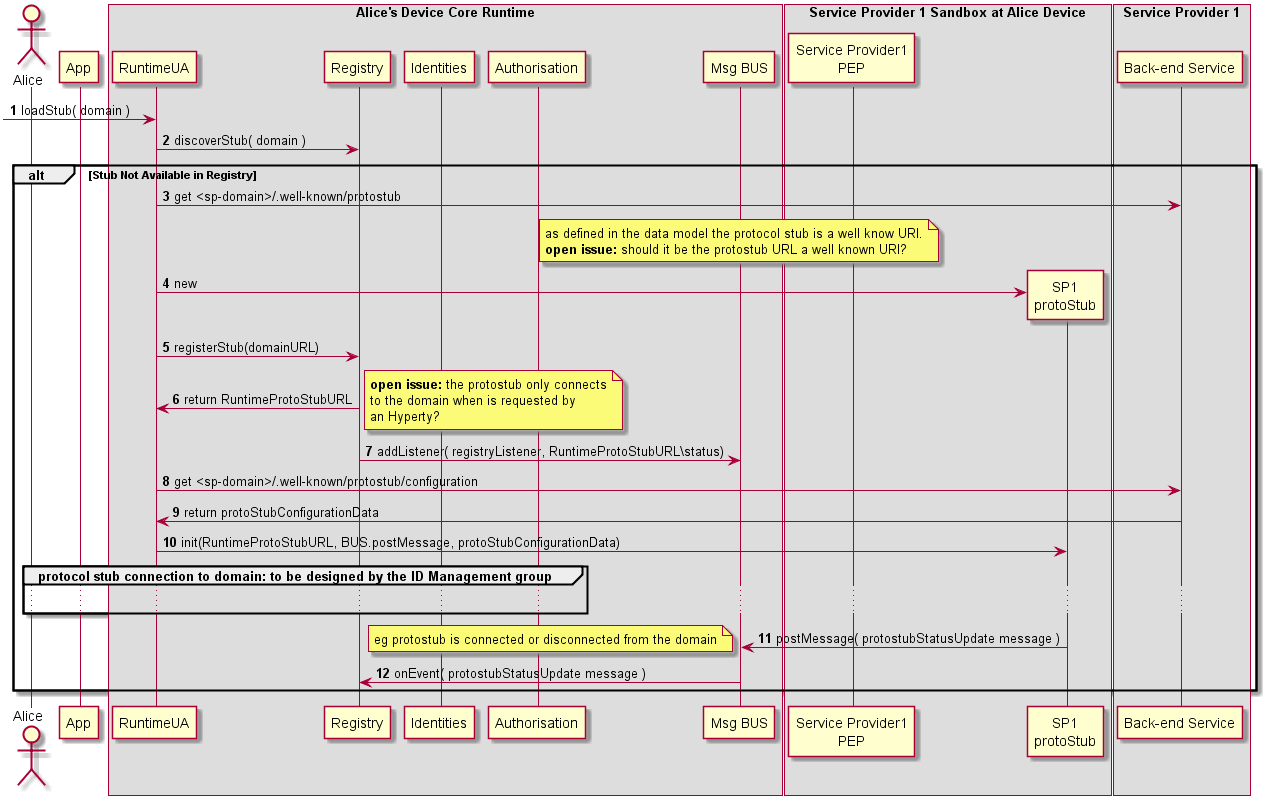 Alice's Device Core Runtime
Service Provider 1 Sandbox at Alice Device
Service Provider 1
Alice
App
RuntimeUA
Registry
Identities
Authorisation
Msg BUS
Service Provider1
PEP
Back-end Service
1 loadStub( domain )
2 discoverStub( domain )
alt [Stub Not Available in Registry]
3 get <sp-domain>/.well-known/protostub
as defined in the data model the protocol stub is a well know URI.
open issue: should it be the protostub URL a well known URI?
4 new
SP1
protoStub
5 registerStub(domainURL)
6 return RuntimeProtoStubURL
open issue: the protostub only connects
to the domain when is requested by
an Hyperty?
7 addListener( registryListener, RuntimeProtoStubURL\status)
8 get <sp-domain>/.well-known/protostub/configuration
9 return protoStubConfigurationData
10 init(RuntimeProtoStubURL, BUS.postMessage, protoStubConfigurationData)
protocol stub connection to domain: to be designed by the ID Management group
eg protostub is connected or disconnected from the domain
11 postMessage( protostubStatusUpdate message )
12 onEvent( protostubStatusUpdate message )
Alice
App
RuntimeUA
Registry
Identities
Authorisation
Msg BUS
Service Provider1
PEP
SP1
protoStub
Back-end Service